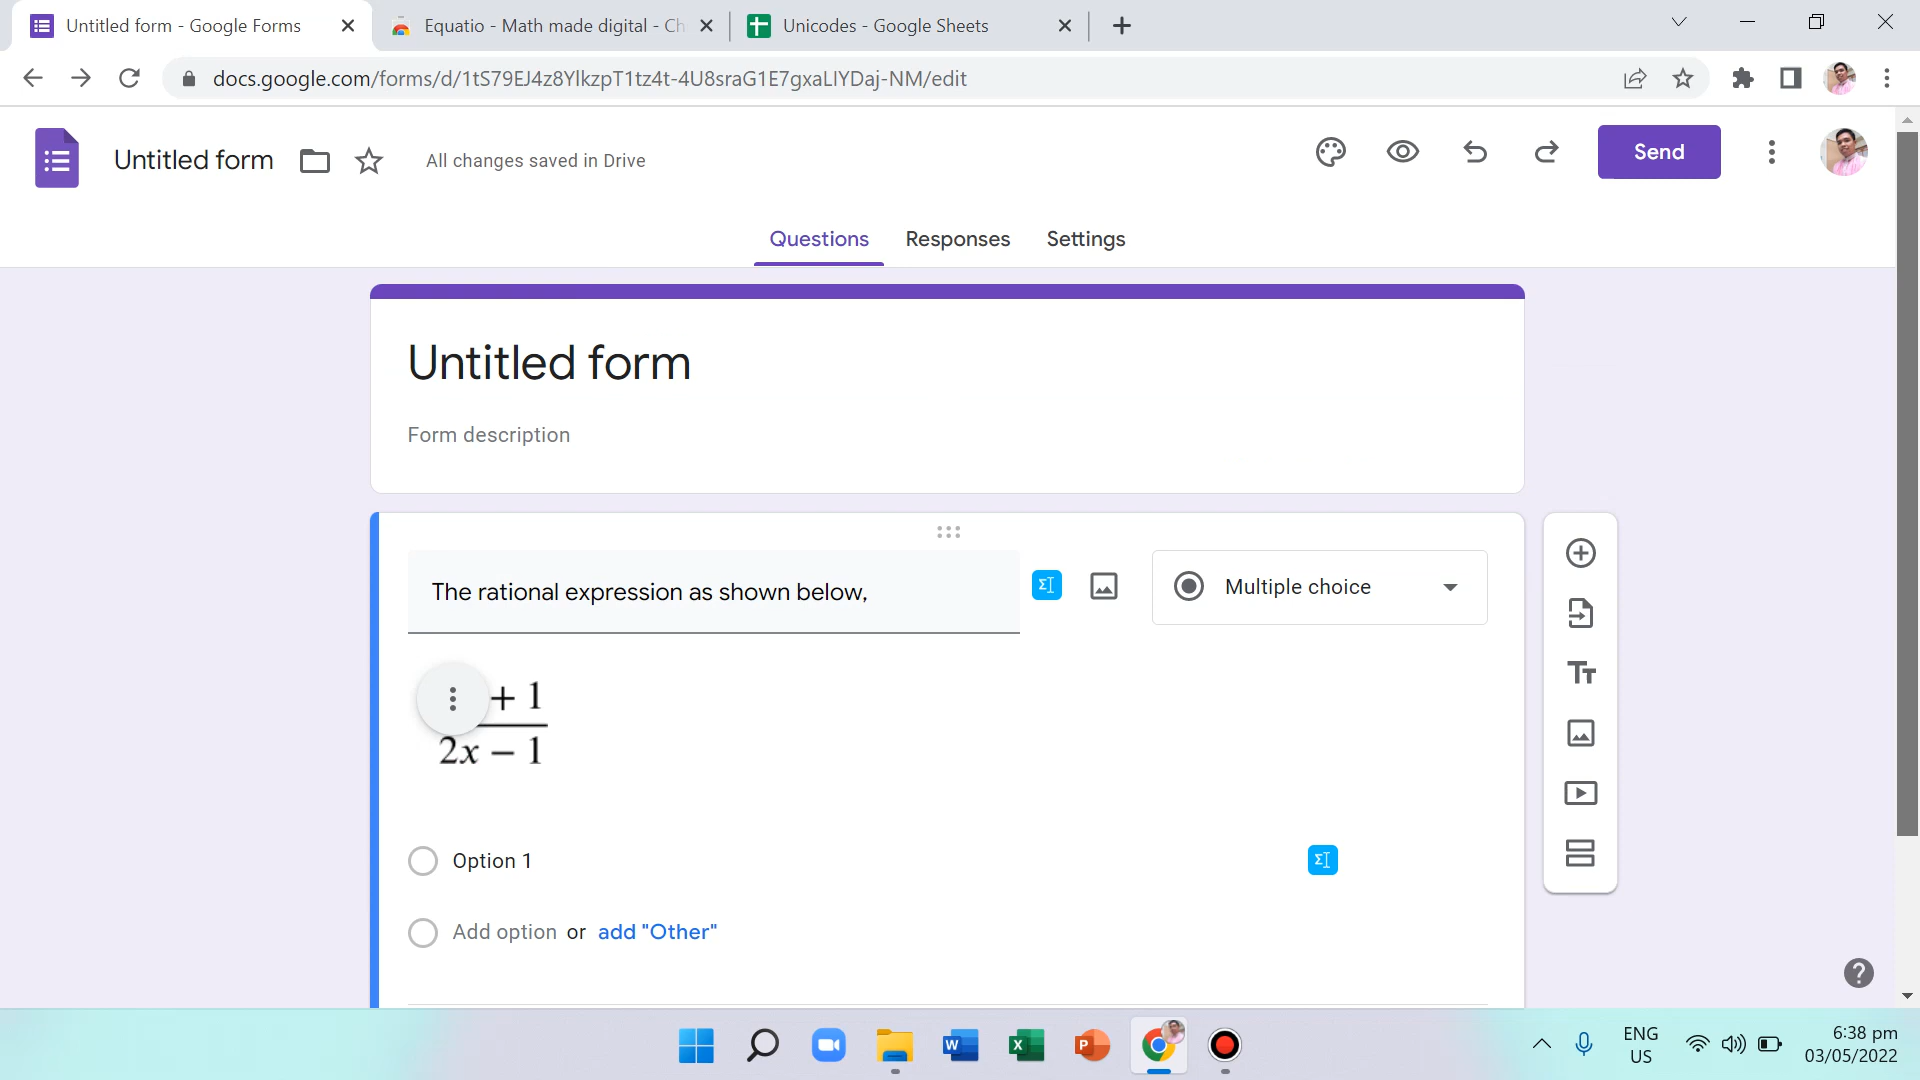 Untitled form - Google Forms
Equatio - Math made digital - Ch
Unicodes - Google Sheets
docs.google.com/forms/d/1tS79EJ4z8YlkzpT1tz4t-4U8sraG1E7gxaLIYDaj-NM/edit
Untitled form
All changes saved in Drive
Send
Questions
Responses
Settings
Untitled form
Form description
The rational expression as shown below,
Multiple choice
+ 1
2x − 1
Option 1
Add option or add "Other"
ENG
US
6:38 pm
03/05/2022